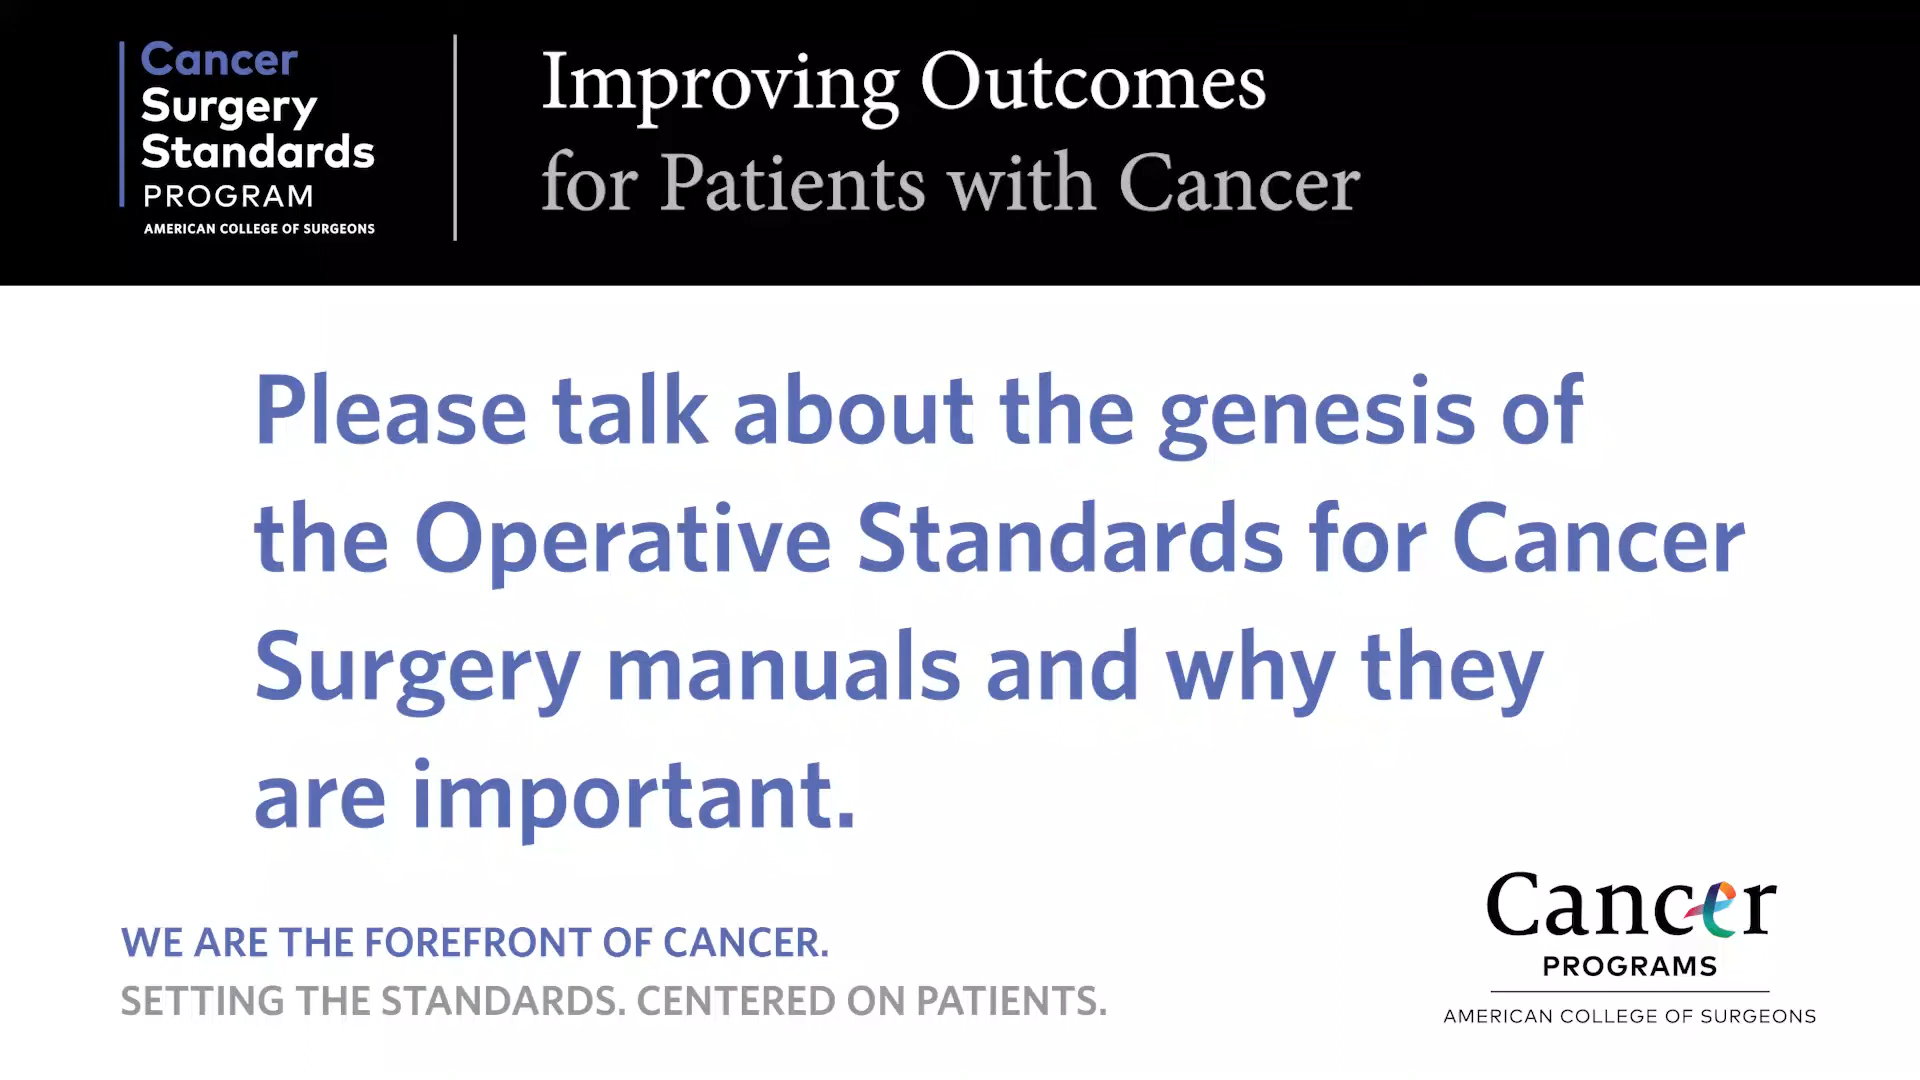 Cancer
Surgery
Standards
PROGRAM
AMERICAN COLLEGE OF SURGEONS
Improving Outcomes
for Patients with Cancer
Please talk about the genesis of
the Operative Standards for Cancer
Surgery manuals and why they
are important.
WE ARE THE FOREFRONT OF CANCER.
SETTING THE STANDARDS. CENTERED ON PATIENTS.
Cancer
PROGRAMS
AMERICAN COLLEGE OF SURGEONS